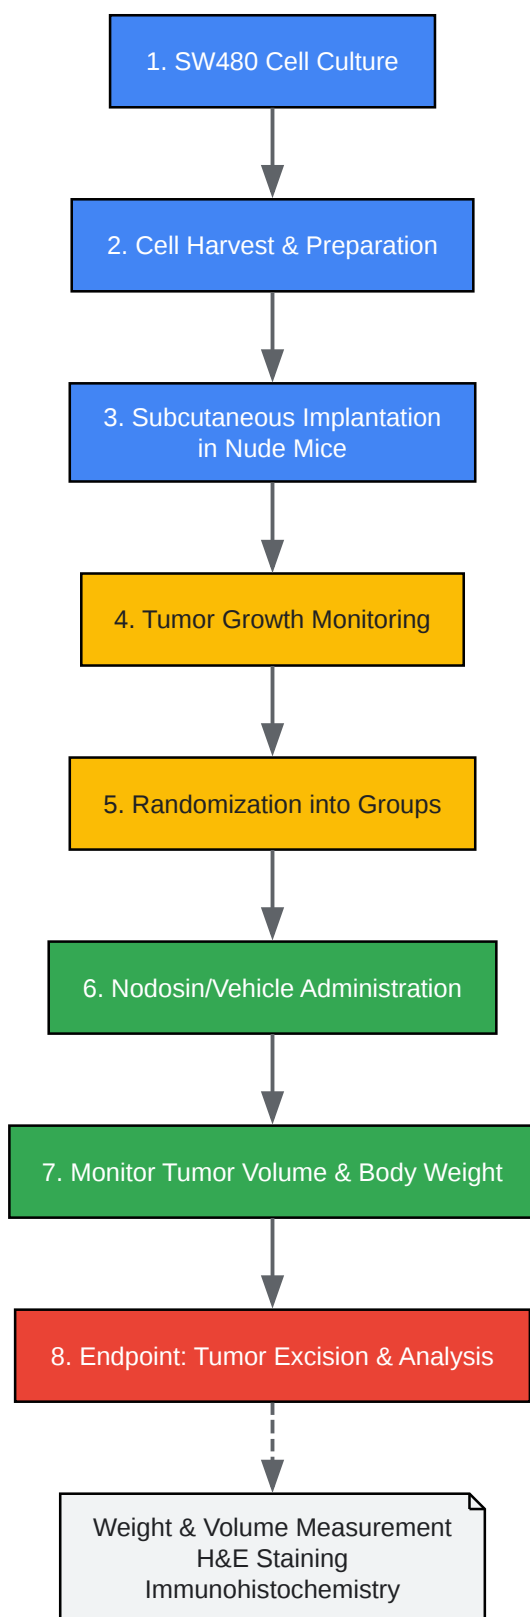 1. SW480 Cell Culture
2. Cell Harvest & Preparation
3. Subcutaneous Implantation
in Nude Mice
4. Tumor Growth Monitoring
5. Randomization into Groups
6. Nodosin/Vehicle Administration
7. Monitor Tumor Volume & Body Weight
8. Endpoint: Tumor Excision & Analysis
Weight & Volume Measurement
H&E Staining
Immunohistochemistry